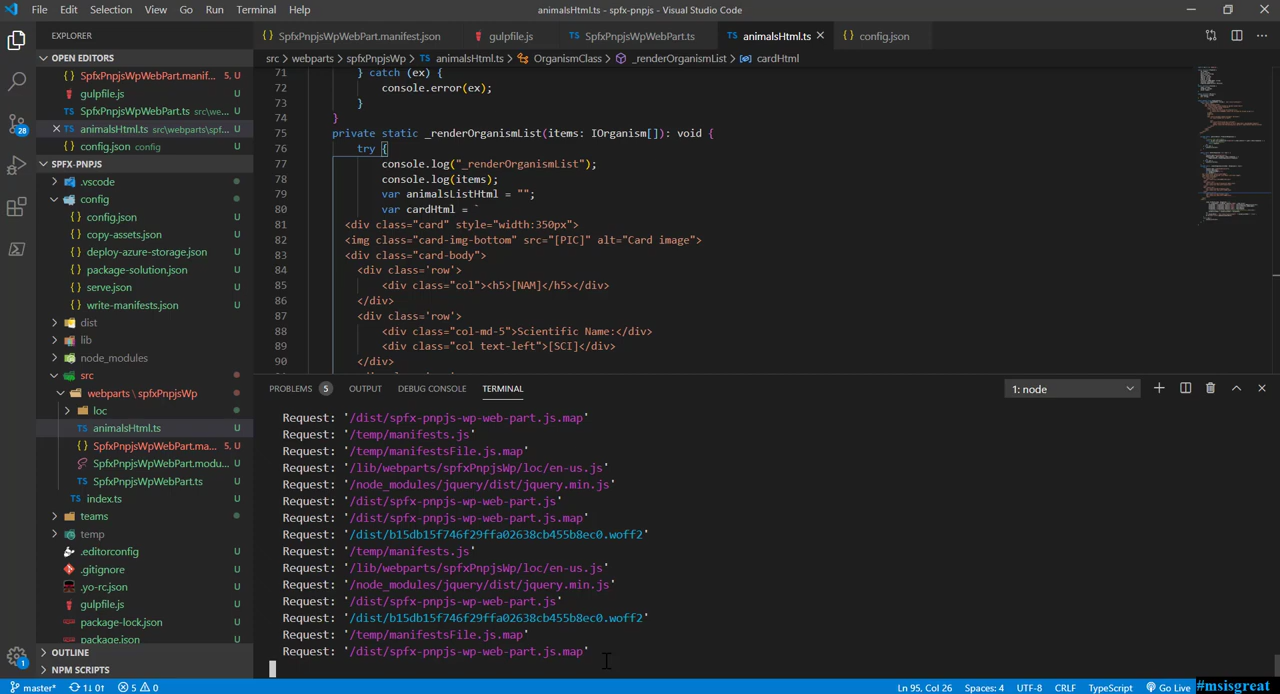 File Edit Selection View Go Run Terminal Help animalsHtml.ts - spfx-pnpjs - Visual Studio Code
EXPLORER
OPEN EDITORS
SpfxPnpjsWpWebPart.manif... 5, U
gulpfile.js U
SpfxPnpjsWpWebPart.ts src\we... U
animalsHtml.ts src\webparts\spf... U
config.json config U
SPFX-PNPJS
.vscode
config
config.json U
copy-assets.json U
deploy-azure-storage.json U
package-solution.json U
serve.json U
write-manifests.json U
dist
lib
node_modules
src
webparts \ spfxPnpjsWp
loc
animalsHtml.ts U
SpfxPnpjsWpWebPart.ma... 5, U
SpfxPnpjsWpWebPart.modu... U
SpfxPnpjsWpWebPart.ts U
index.ts U
teams
temp
.editorconfig U
.gitignore U
.yo-rc.json U
gulpfile.js U
package-lock.json U
package.json U
OUTLINE
NPM SCRIPTS
SpfxPnpjsWpWebPart.manifest.json gulpfile.js SpfxPnpjsWpWebPart.ts animalsHtml.ts config.json
src > webparts > spfxPnpjsWp > animalsHtml.ts > OrganismClass > _renderOrganismList > cardHtml
71 } catch (ex) {
72 console.error(ex);
73 }
74 }
75 private static _renderOrganismList(items: IOrganism[]): void {
76 try {
77 console.log("_renderOrganismList");
78 console.log(items);
79 var animalsListHtml = "";
80 var cardHtml = `
81 <div class="card" style="width:350px">
82 <img class="card-img-bottom" src="[PIC]" alt="Card image">
83 <div class="card-body">
84 <div class='row'>
85 <div class="col"><h5>[NAM]</h5></div>
86 </div>
87 <div class='row'>
88 <div class="col-md-5">Scientific Name:</div>
89 <div class="col text-left">[SCI]</div>
90 </div>
PROBLEMS 5 OUTPUT DEBUG CONSOLE TERMINAL 1: node
Request: '/dist/spfx-pnpjs-wp-web-part.js.map'
Request: '/temp/manifests.js'
Request: '/temp/manifestsFile.js.map'
Request: '/lib/webparts/spfxPnpjsWp/loc/en-us.js'
Request: '/node_modules/jquery/dist/jquery.min.js'
Request: '/dist/spfx-pnpjs-wp-web-part.js'
Request: '/dist/spfx-pnpjs-wp-web-part.js.map'
Request: '/dist/b15db15f746f29ffa02638cb455b8ec0.woff2'
Request: '/temp/manifests.js'
Request: '/lib/webparts/spfxPnpjsWp/loc/en-us.js'
Request: '/node_modules/jquery/dist/jquery.min.js'
Request: '/dist/spfx-pnpjs-wp-web-part.js'
Request: '/dist/b15db15f746f29ffa02638cb455b8ec0.woff2'
Request: '/temp/manifestsFile.js.map'
Request: '/dist/spfx-pnpjs-wp-web-part.js.map'
28
1
master* 1↓ 0↑ 5 0 Ln 95, Col 26 Spaces: 4 UTF-8 CRLF TypeScript Go Live #msisgreat